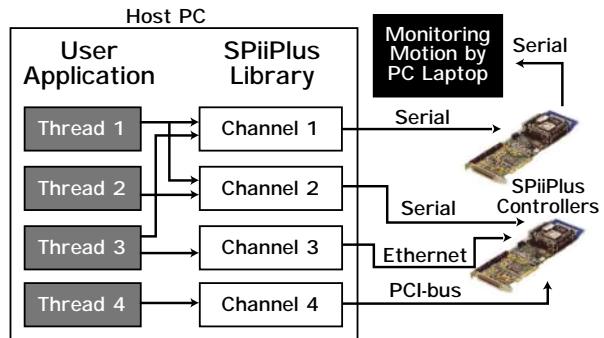 Host PC
User
Application
SPiiPlus
Library
Monitoring
Motion by
PC Laptop
Serial
Thread 1
Channel 1
Serial
Thread 2
Channel 2
Serial
SPiiPlus
Controllers
Thread 3
Channel 3
Ethernet
Thread 4
Channel 4
PCI-bus